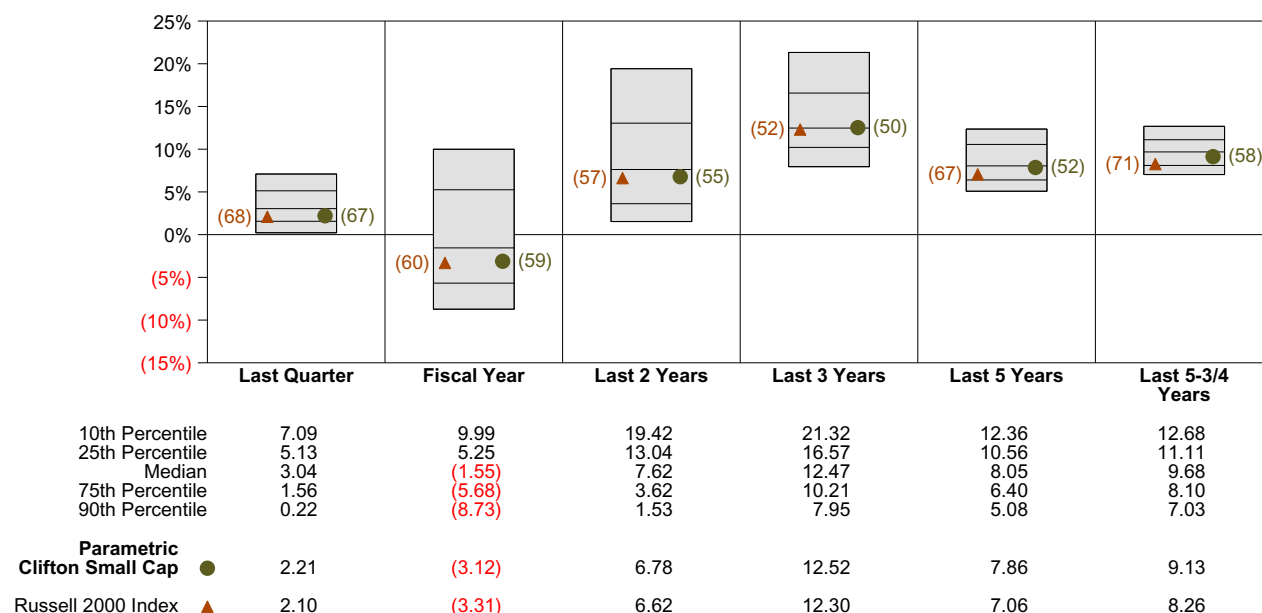 25%
20%
15%
10%
5%
0%
(5%)
(10%)
(15%)
(68) (67)
(60) (59)
(57) (55)
(52) (50)
(67) (52)
(71) (58)
Last Quarter Fiscal Year Last 2 Years Last 3 Years Last 5 Years Last 5-3/4
Years
10th Percentile 7.09 9.99 19.42 21.32 12.36 12.68
25th Percentile 5.13 5.25 13.04 16.57 10.56 11.11
Median 3.04 (1.55) 7.62 12.47 8.05 9.68
75th Percentile 1.56 (5.68) 3.62 10.21 6.40 8.10
90th Percentile 0.22 (8.73) 1.53 7.95 5.08 7.03
Parametric
Clifton Small Cap 2.21 (3.12) 6.78 12.52 7.86 9.13
Russell 2000 Index 2.10 (3.31) 6.62 12.30 7.06 8.26